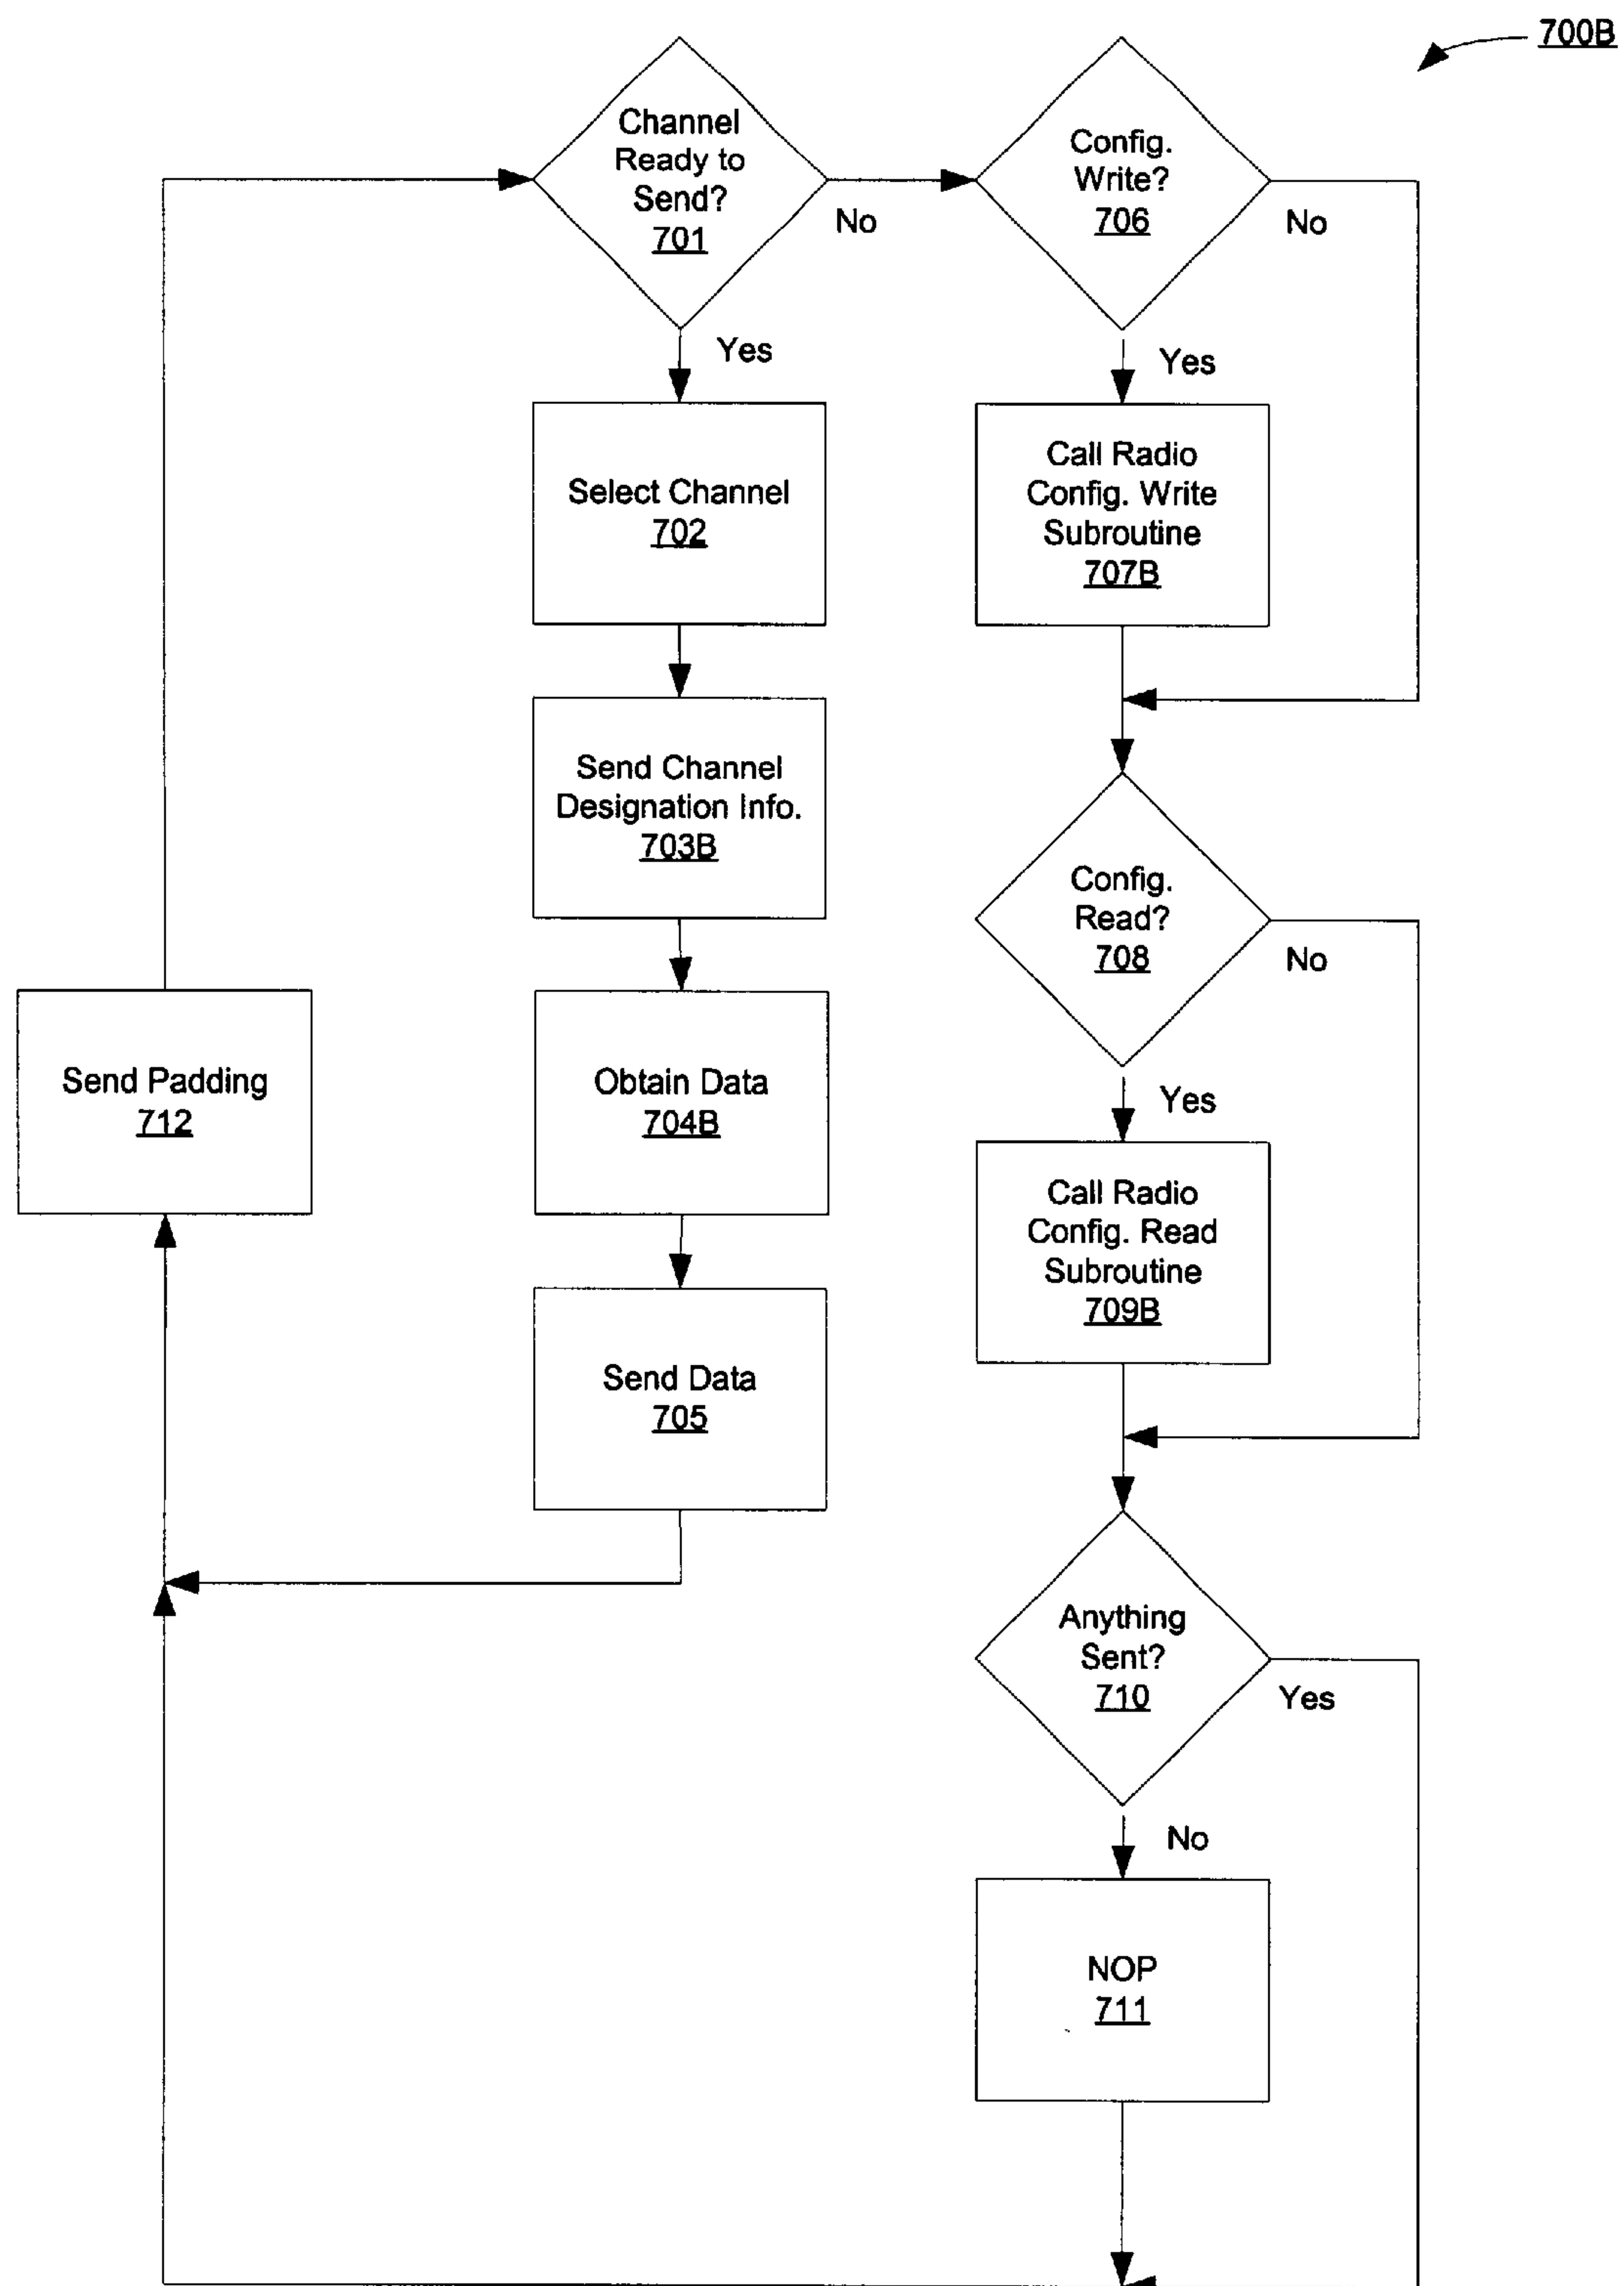 700B
Channel
Ready to
Send?
701
No
Yes
Config.
Write?
706
No
Yes
Select Channel
702
Call Radio
Config. Write
Subroutine
707B
Send Channel
Designation Info.
703B
Config.
Read?
708
No
Yes
Send Padding
712
Obtain Data
704B
Call Radio
Config. Read
Subroutine
709B
Send Data
705
Anything
Sent?
710
Yes
No
NOP
711